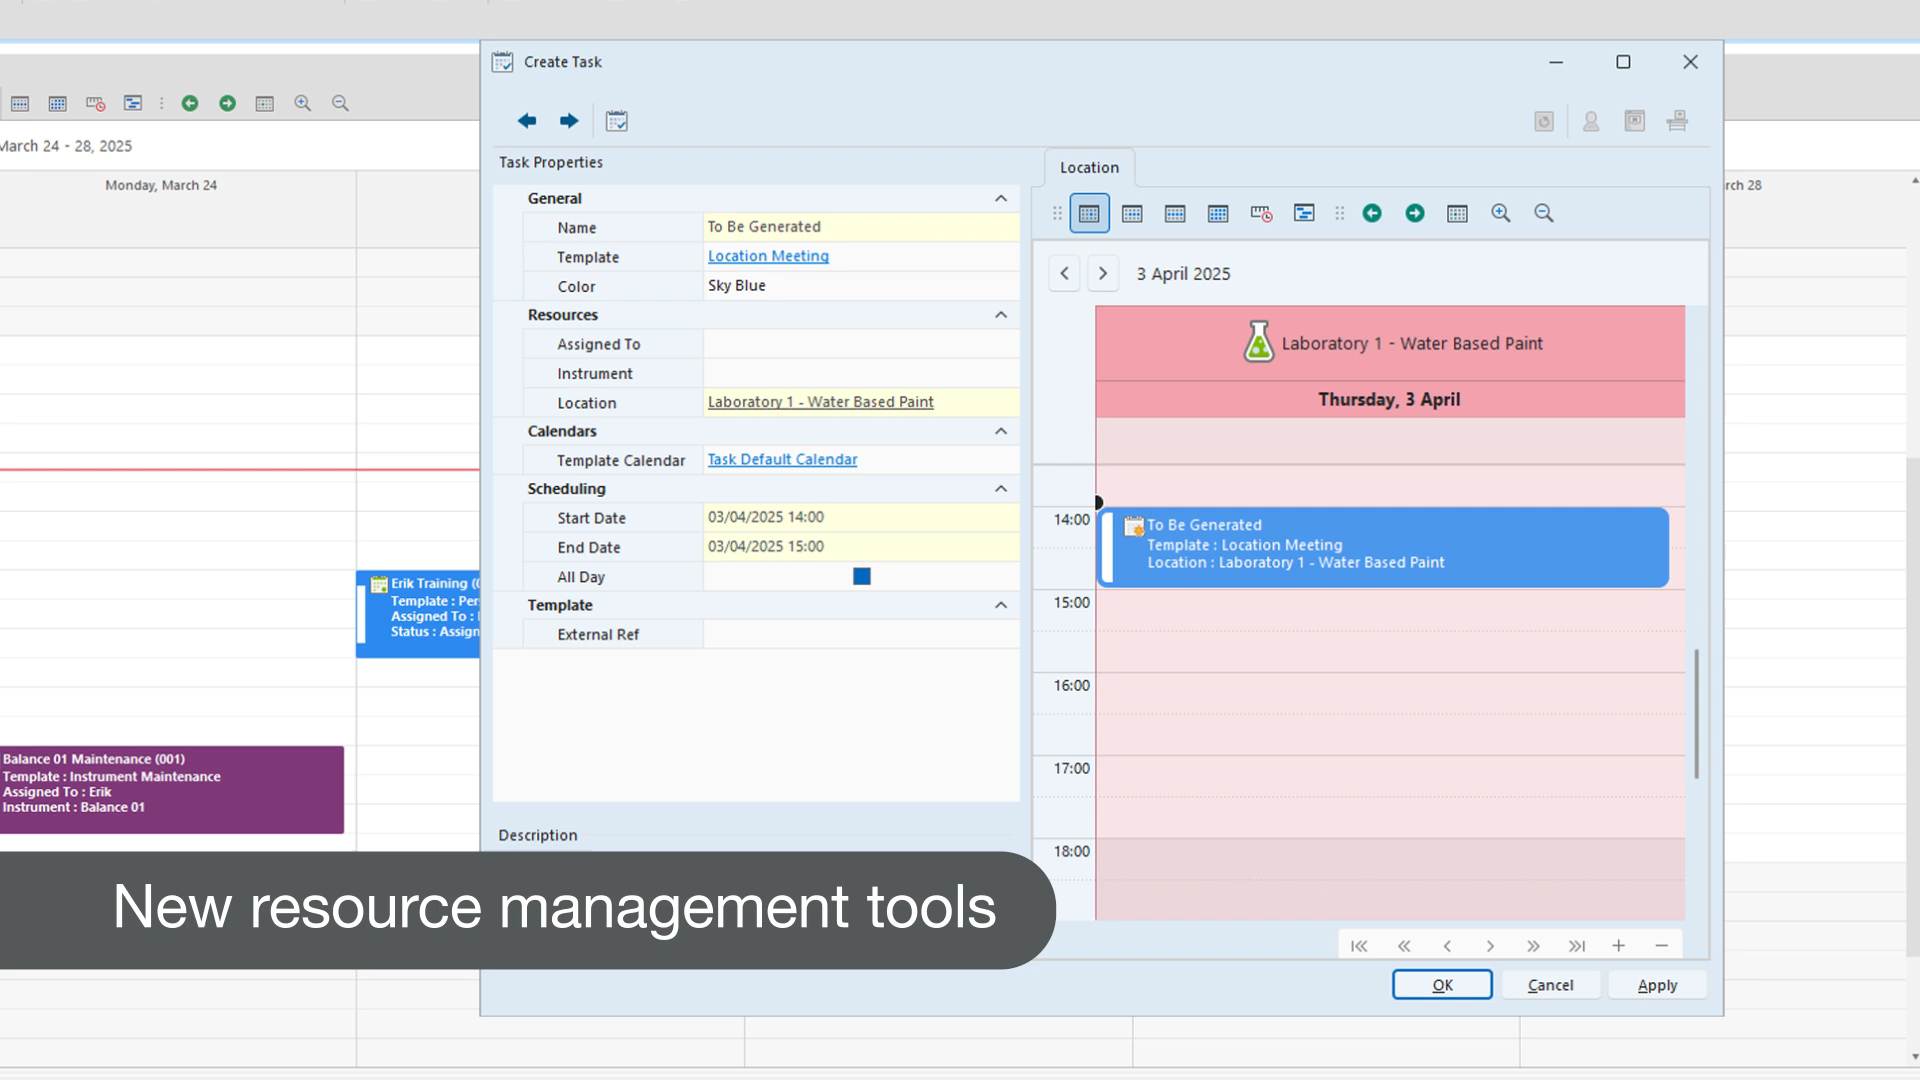 March 24 - 28, 2025
Monday, March 24
Erik Training (
Template : Per
Assigned To :
Status : Assign
Balance 01 Maintenance (001)
Template : Instrument Maintenance
Assigned To : Erik
Instrument : Balance 01
Create Task
Task Properties
General
Name To Be Generated
Template Location Meeting
Color Sky Blue
Resources
Assigned To
Instrument
Location Laboratory 1 - Water Based Paint
Calendars
Template Calendar Task Default Calendar
Scheduling
Start Date 03/04/2025 14:00
End Date 03/04/2025 15:00
All Day
Template
External Ref
Description
Location
3 April 2025
Laboratory 1 - Water Based Paint
Thursday, 3 April
14:00
To Be Generated
Template : Location Meeting
Location : Laboratory 1 - Water Based Paint
15:00
16:00
17:00
18:00
OK Cancel Apply
rch 28
New resource management tools